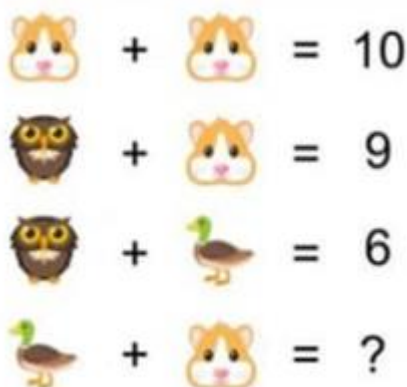 🐹 + 🐹 = 10
🦉 + 🐹 = 9
🦉 + 🦆 = 6
🦆 + 🐹 = ?